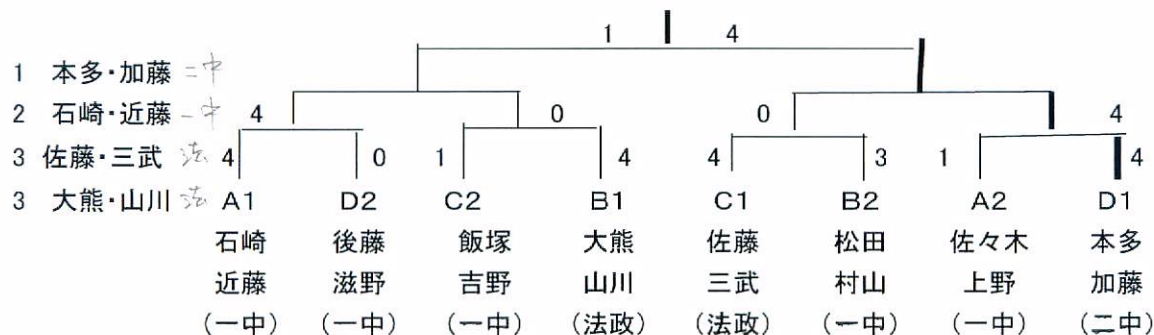 1 4
1 本多・加藤 二中
2 石崎・近藤 一中 4 0 0 4
3 佐藤・三武 法 4 0 1 4 4 3 1 4
3 大熊・山川 法 A1 D2 C2 B1 C1 B2 A2 D1
石崎 後藤 飯塚 大熊 佐藤 松田 佐々木 本多
近藤 滋野 吉野 山川 三武 村山 上野 加藤
(一中) (一中) (一中) (法政) (法政) (一中) (一中) (二中)